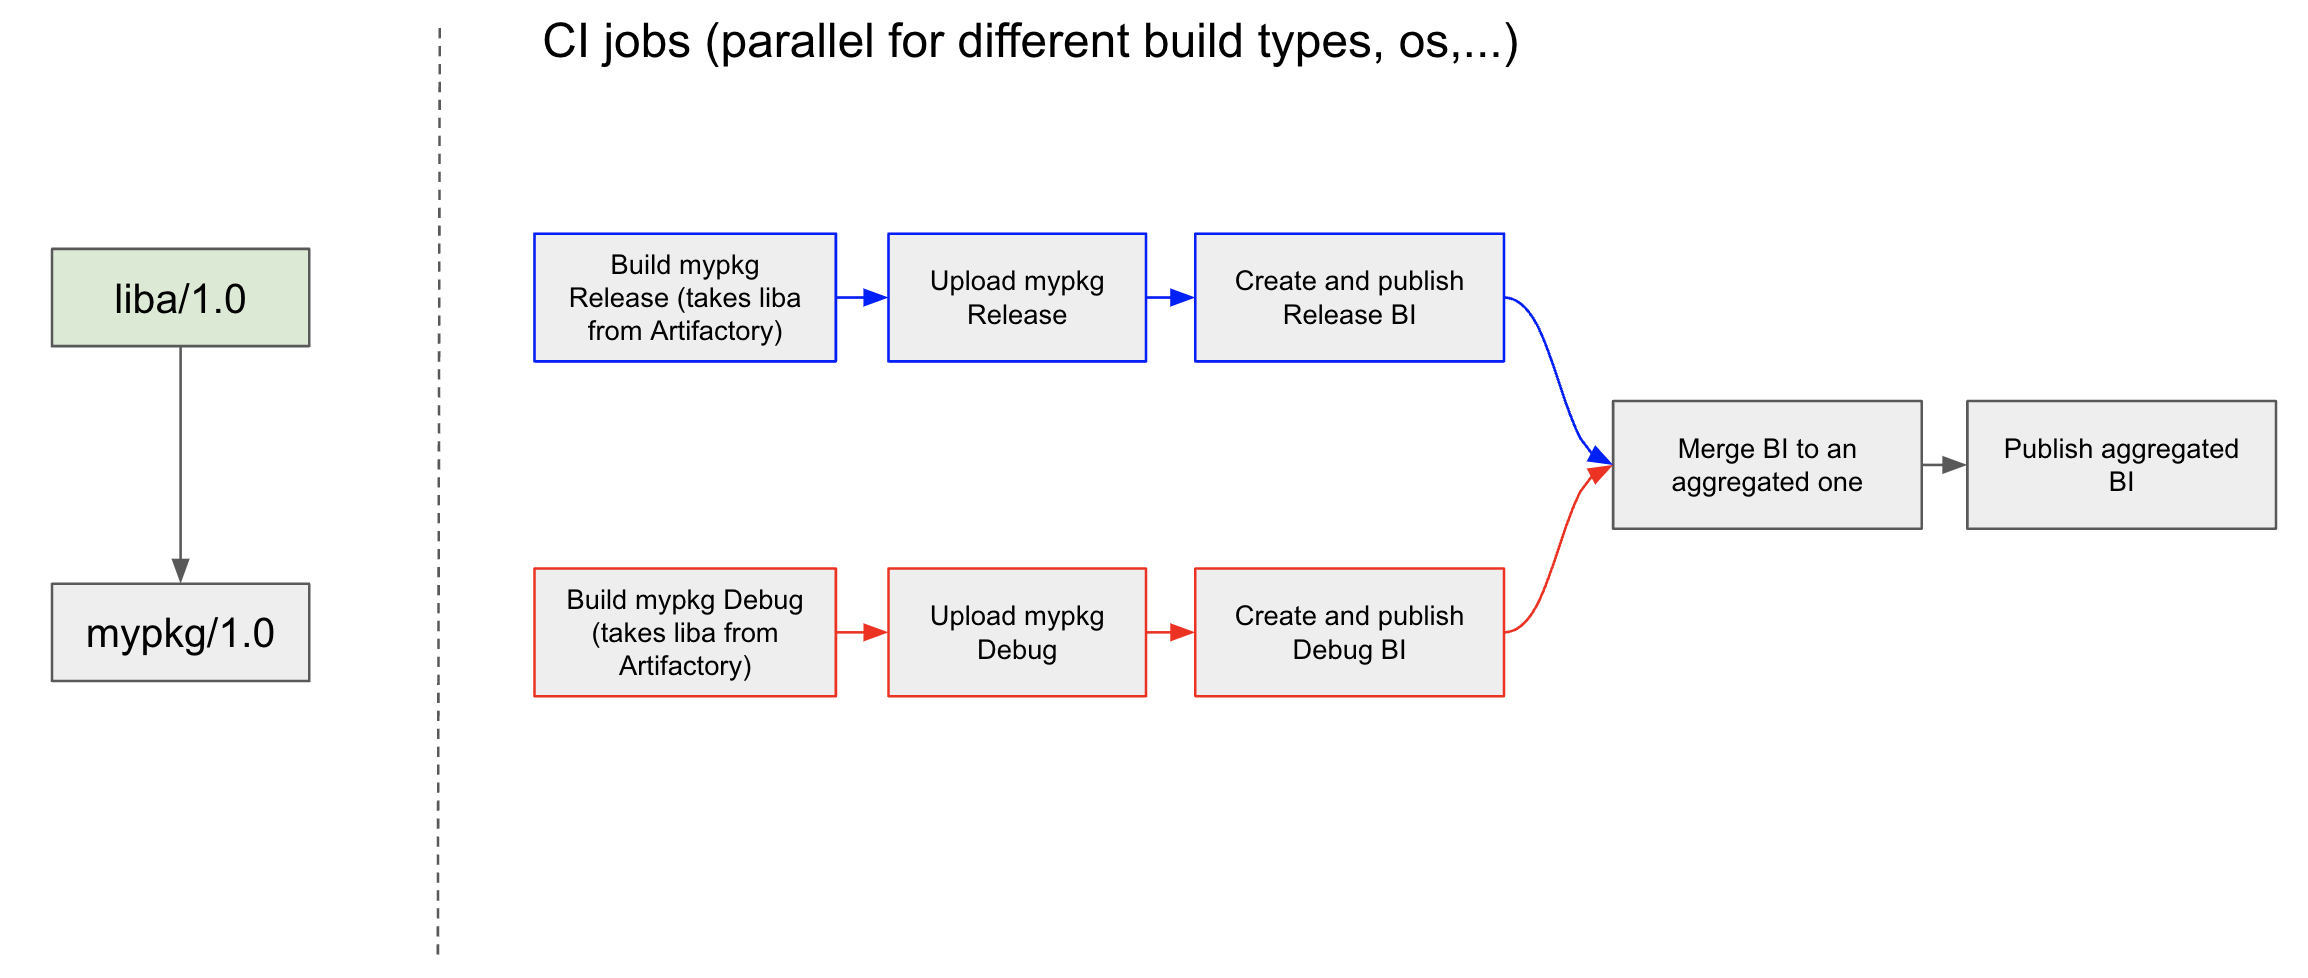 CI jobs (parallel for different build types, os,...)
liba/1.0
mypkg/1.0
Build mypkg
Release (takes liba
from Artifactory)
Upload mypkg
Release
Create and publish
Release BI
Build mypkg Debug
(takes liba from
Artifactory)
Upload mypkg
Debug
Create and publish
Debug BI
Merge BI to an
aggregated one
Publish aggregated
BI